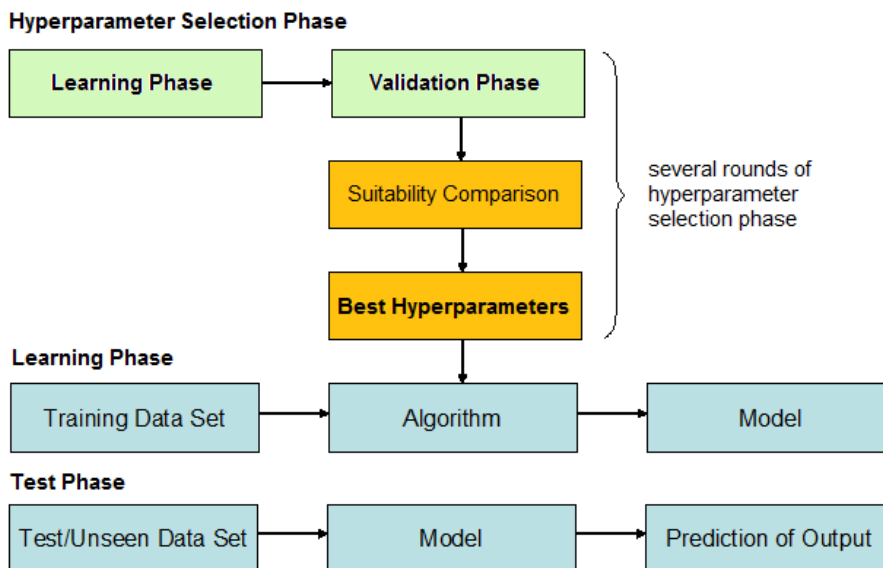 Hyperparameter Selection Phase
Learning Phase
Validation Phase
Suitability Comparison
several rounds of
hyperparameter
selection phase
Best Hyperparameters
Learning Phase
Training Data Set
Algorithm
Model
Test Phase
Test/Unseen Data Set
Model
Prediction of Output